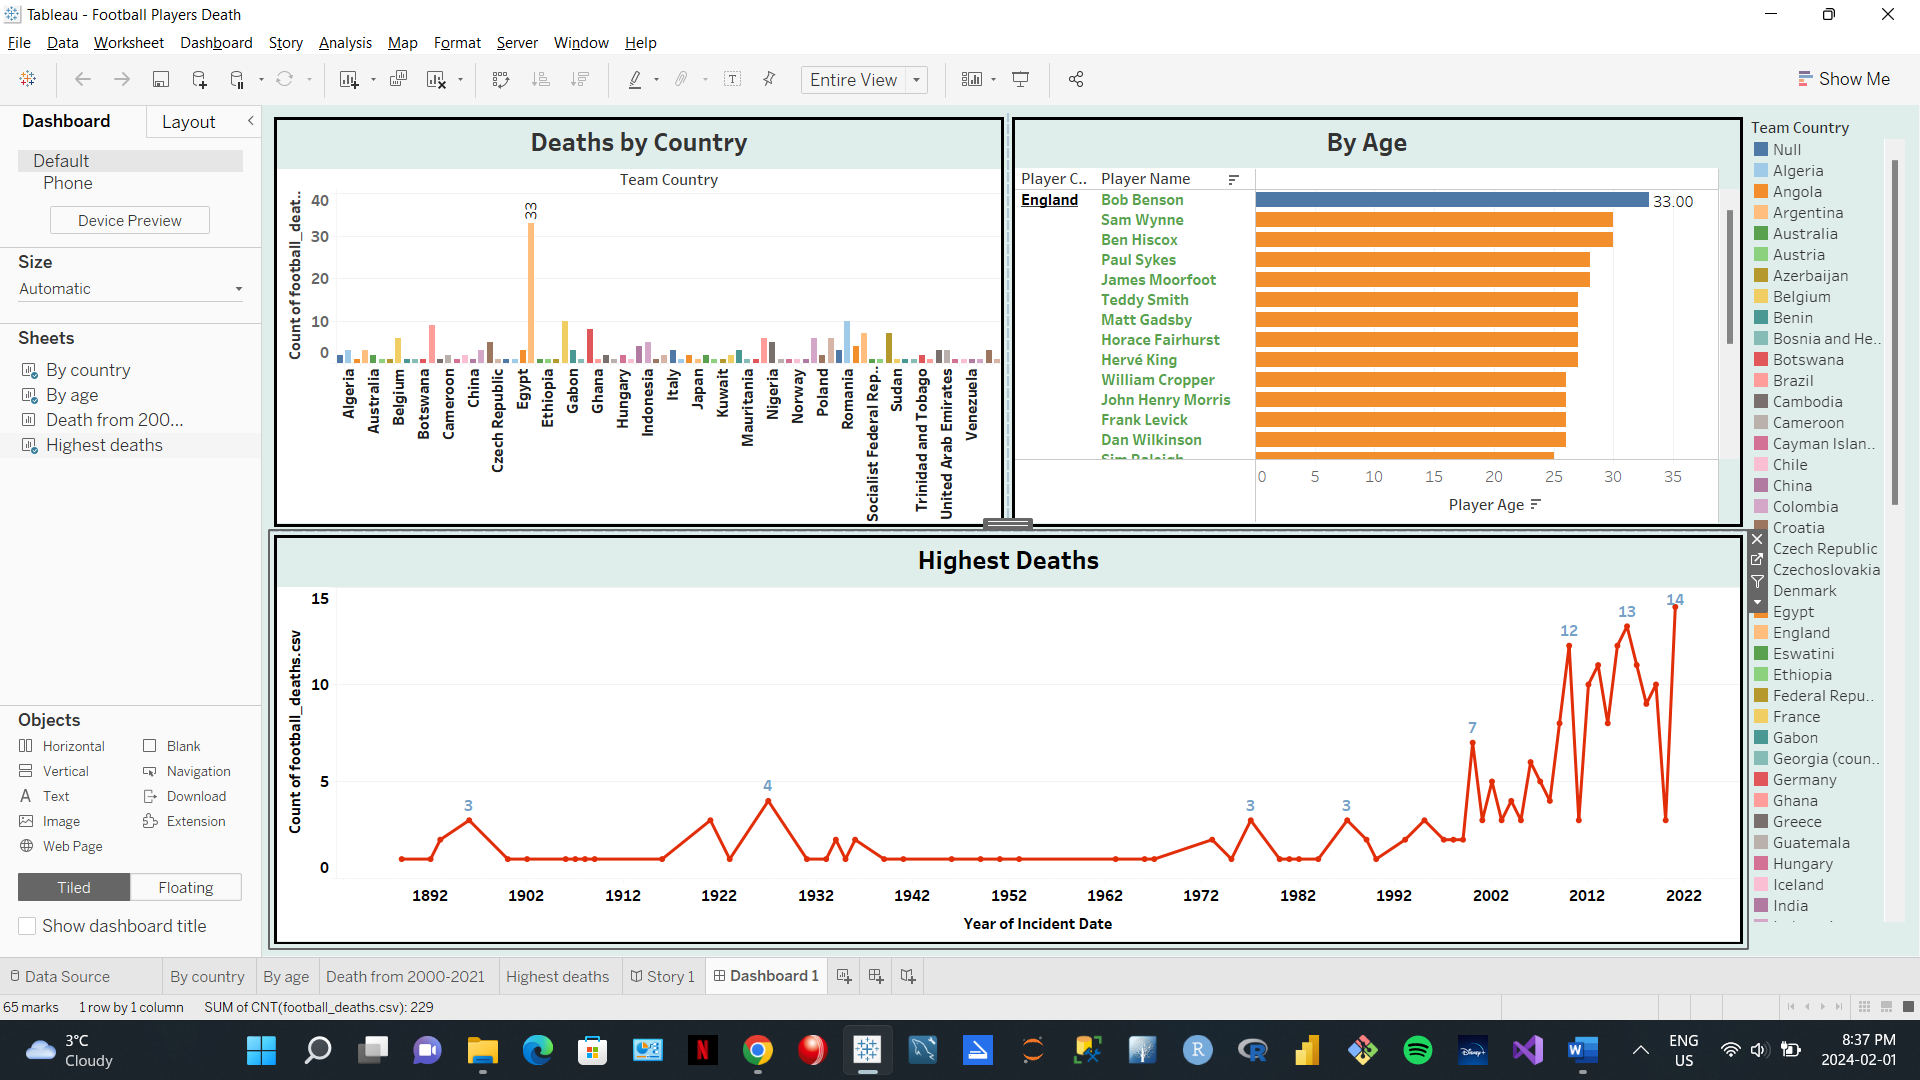 Tableau - Football Players Death
File Data Worksheet Dashboard Story Analysis Map Format Server Window Help
Entire View
Show Me
Dashboard
Layout
Default
Phone
Device Preview
Size
Automatic
Sheets
By country
By age
Death from 200...
Highest deaths
Objects
Horizontal Blank
Vertical Navigation
Text Download
Image Extension
Web Page
Tiled Floating
Show dashboard title
Deaths by Country
Team Country
Count of football_deat..
40
30
20
10
0
33
Algeria
Australia
Belgium
Botswana
Cameroon
China
Czech Republic
Egypt
Ethiopia
Gabon
Ghana
Hungary
Indonesia
Italy
Japan
Kuwait
Mauritania
Nigeria
Norway
Poland
Romania
Socialist Federal Rep..
Sudan
Trinidad and Tobago
United Arab Emirates
Venezuela
By Age
Player C.. Player Name
England Bob Benson 33.00
Sam Wynne
Ben Hiscox
Paul Sykes
James Moorfoot
Teddy Smith
Matt Gadsby
Horace Fairhurst
Hervé King
William Cropper
John Henry Morris
Frank Levick
Dan Wilkinson
Sim Raleigh
0 5 10 15 20 25 30 35
Player Age
Highest Deaths
Count of football_deaths.csv
15
10
5
0
3
4
3
3
7
12
13
14
1892 1902 1912 1922 1932 1942 1952 1962 1972 1982 1992 2002 2012 2022
Year of Incident Date
Team Country
Null
Algeria
Angola
Argentina
Australia
Austria
Azerbaijan
Belgium
Benin
Bosnia and He..
Botswana
Brazil
Cambodia
Cameroon
Cayman Islan..
Chile
China
Colombia
Croatia
Czech Republic
Czechoslovakia
Denmark
Egypt
England
Eswatini
Ethiopia
Federal Repu..
France
Gabon
Georgia (coun..
Germany
Ghana
Greece
Guatemala
Hungary
Iceland
India
Data Source
By country
By age
Death from 2000-2021
Highest deaths
Story 1
Dashboard 1
65 marks 1 row by 1 column SUM of CNT(football_deaths.csv): 229
3°C
Cloudy
ENG
US
8:37 PM
2024-02-01